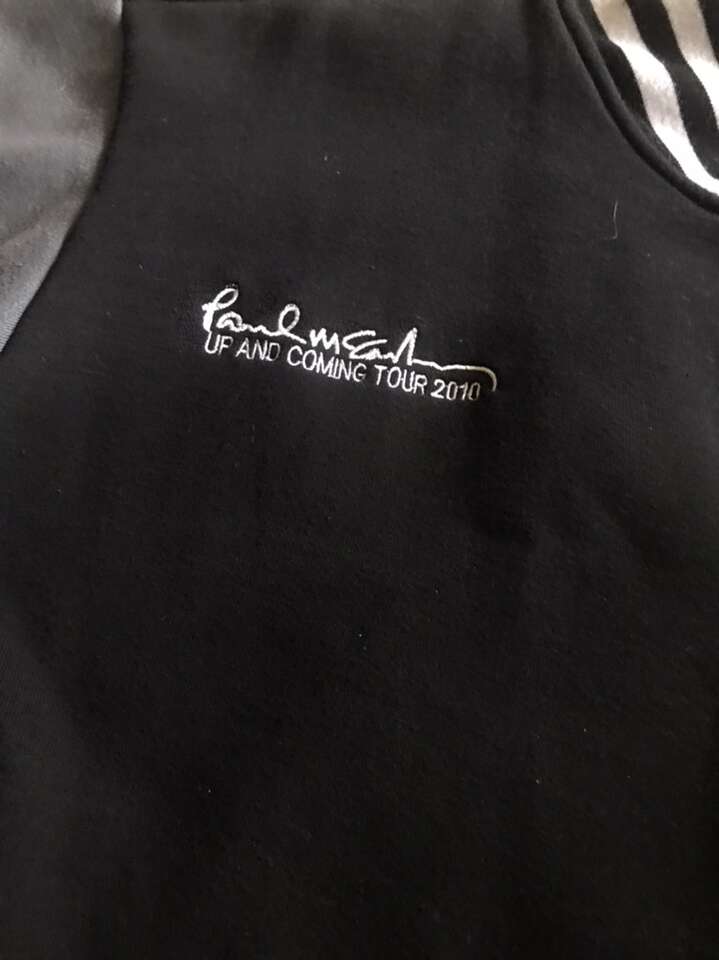 Paul McCartney
UP AND COMING TOUR 2010